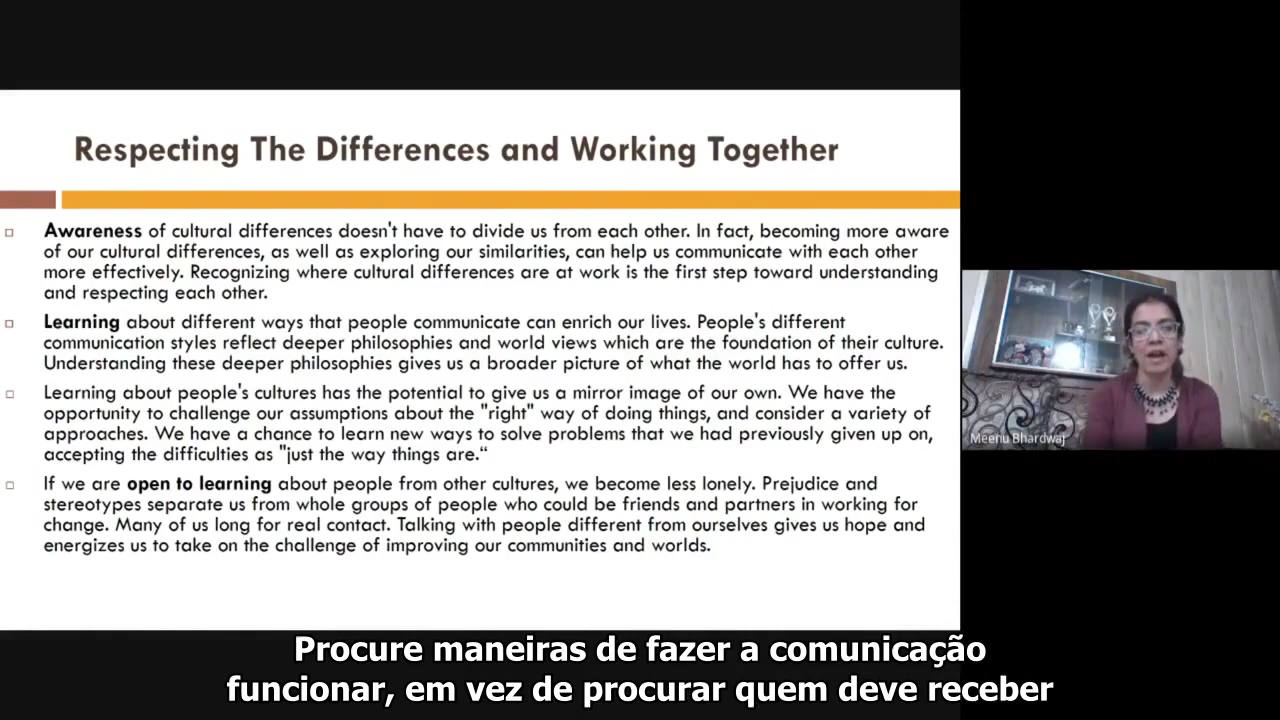 Respecting The Differences and Working Together
Awareness of cultural differences doesn't have to divide us from each other. In fact, becoming more aware
of our cultural differences, as well as exploring our similarities, can help us communicate with each other
more effectively. Recognizing where cultural differences are at work is the first step toward understanding
and respecting each other.
Learning about different ways that people communicate can enrich our lives. People's different
communication styles reflect deeper philosophies and world views which are the foundation of their culture.
Understanding these deeper philosophies gives us a broader picture of what the world has to offer us.
Learning about people's cultures has the potential to give us a mirror image of our own. We have the
opportunity to challenge our assumptions about the "right" way of doing things, and consider a variety of
approaches. We have a chance to learn new ways to solve problems that we had previously given up on,
accepting the difficulties as "just the way things are.“
If we are open to learning about people from other cultures, we become less lonely. Prejudice and
stereotypes separate us from whole groups of people who could be friends and partners in working for
change. Many of us long for real contact. Talking with people different from ourselves gives us hope and
energizes us to take on the challenge of improving our communities and worlds.
Meenu Bhardwaj
Procure maneiras de fazer a comunicação
funcionar, em vez de procurar quem deve receber